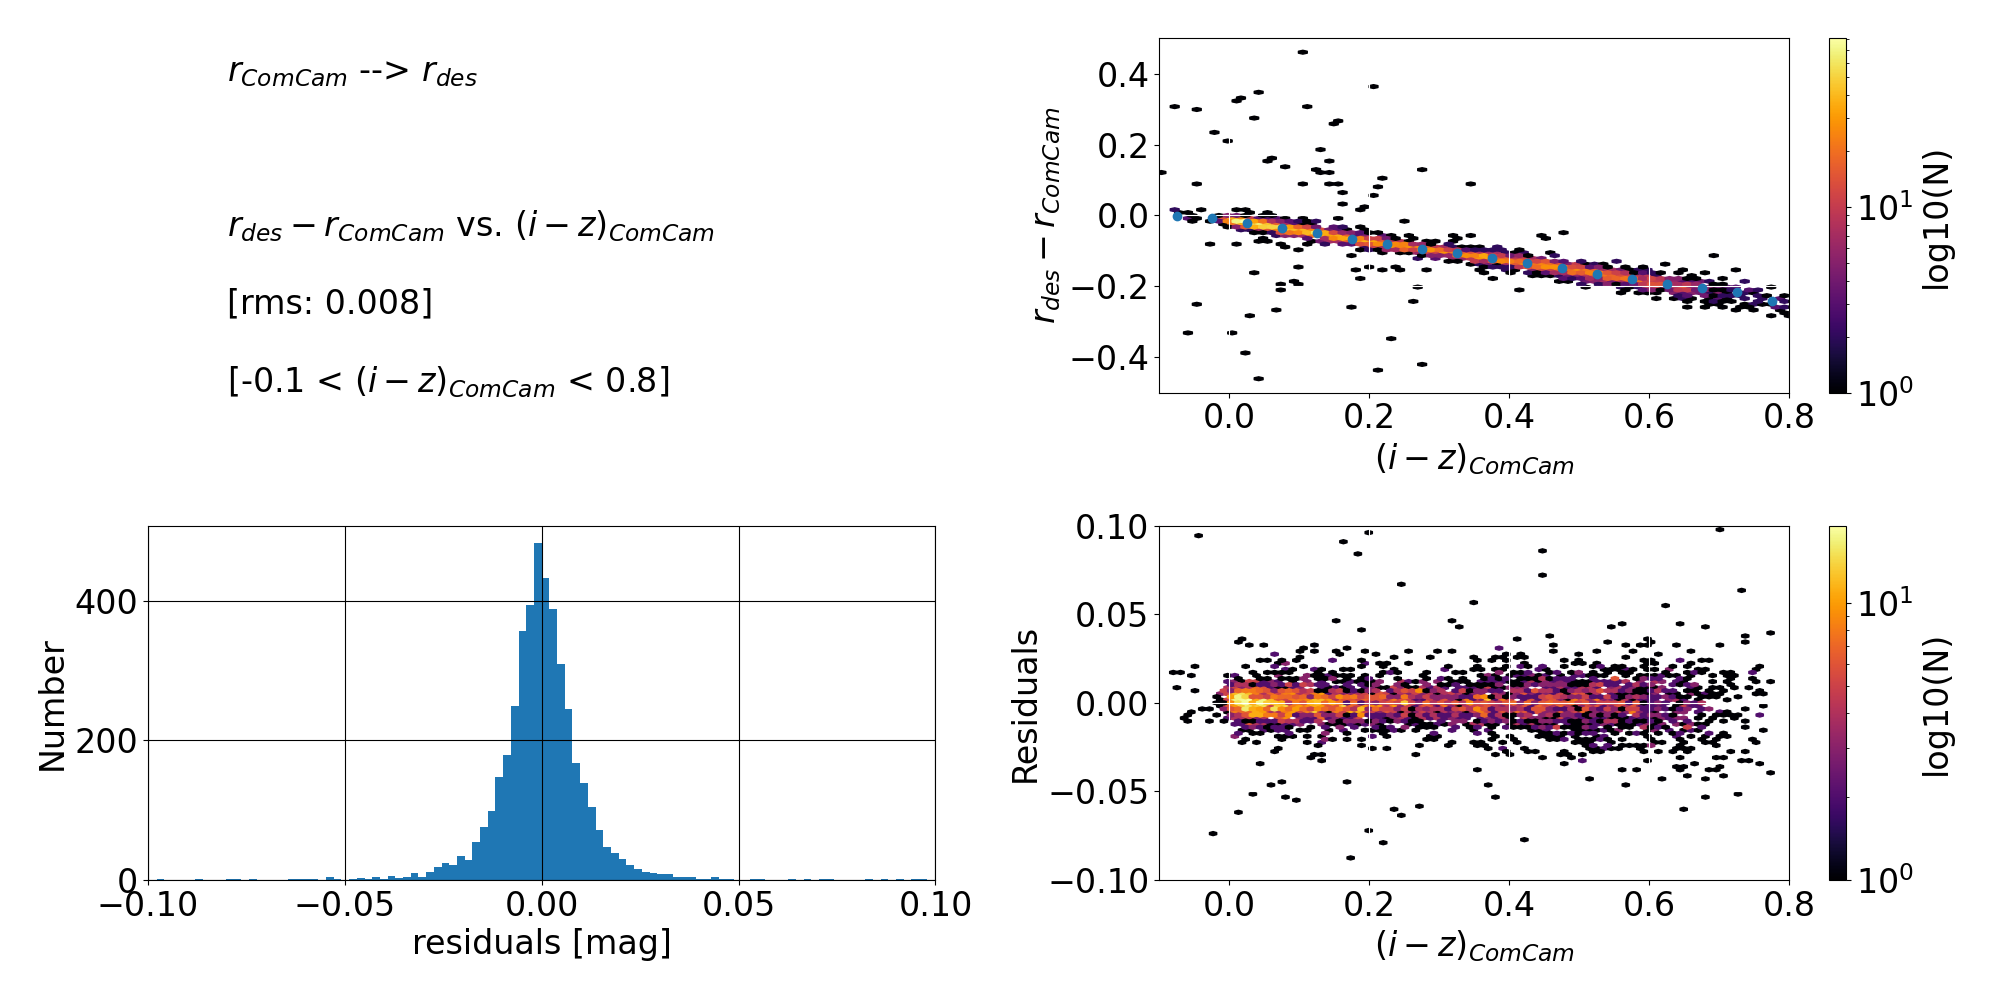 r_ComCam --> r_des
r_des − r_ComCam vs. (i − z)_ComCam
[rms: 0.008]
[-0.1 < (i − z)_ComCam < 0.8]
0.4
0.2
0.0
−0.2
−0.4
r_des − r_ComCam
0.0 0.2 0.4 0.6 0.8
(i − z)_ComCam
10^1
10^0
log10(N)
400
200
0
Number
−0.10 −0.05 0.00 0.05 0.10
residuals [mag]
0.10
0.05
0.00
−0.05
−0.10
Residuals
0.0 0.2 0.4 0.6 0.8
(i − z)_ComCam
10^1
10^0
log10(N)